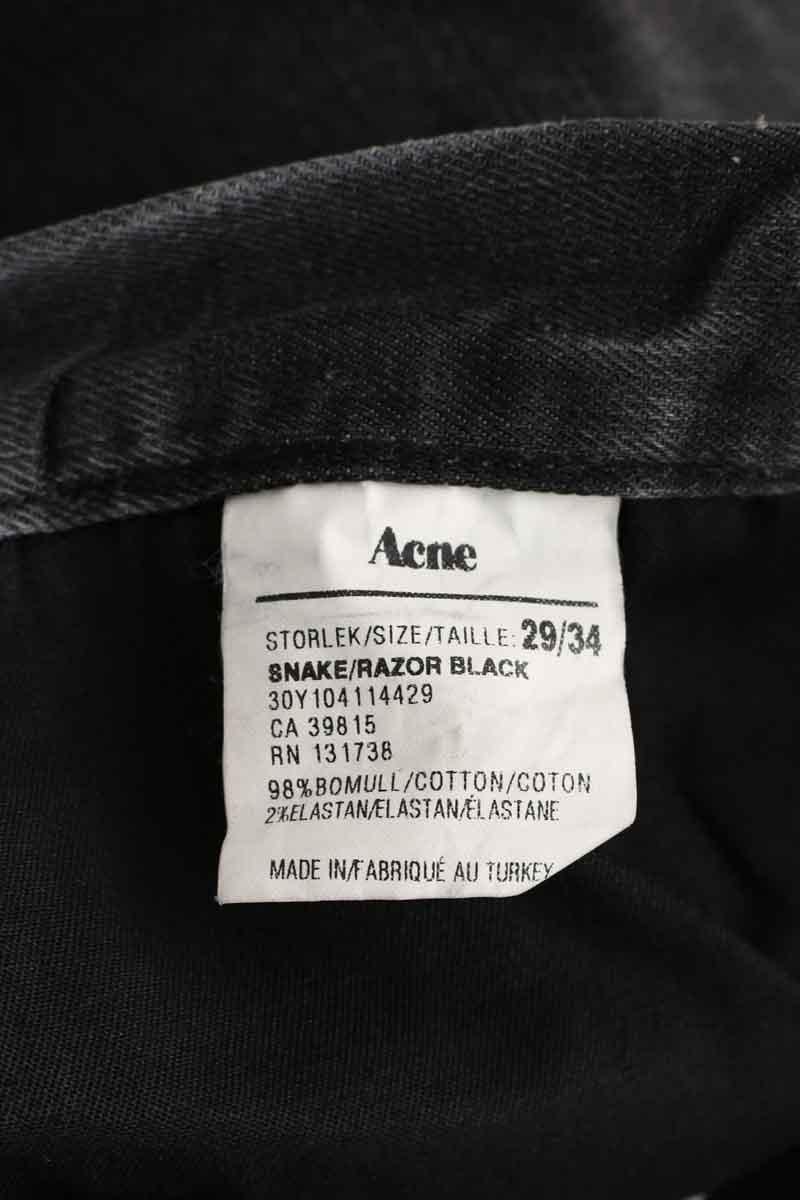 Acne
STORLEK/SIZE/TAILLE: 29/34
SNAKE/RAZOR BLACK
30Y104114429
CA 39815
RN 131738
98%BOMULL/COTTON/COTON
2%ELASTAN/ELASTAN/ÉLASTANE
MADE IN/FABRIQUÉ AU TURKEY